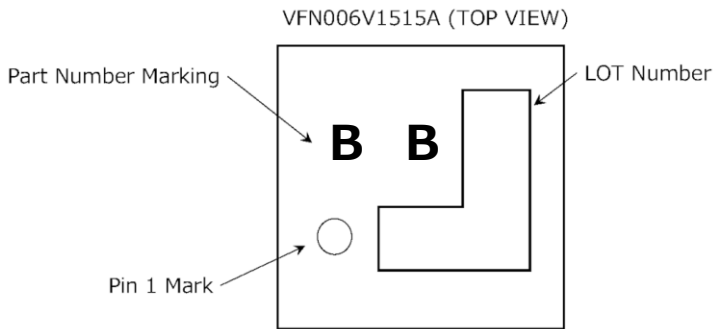 VFN006V1515A (TOP VIEW)
Part Number Marking
LOT Number
B B
Pin 1 Mark